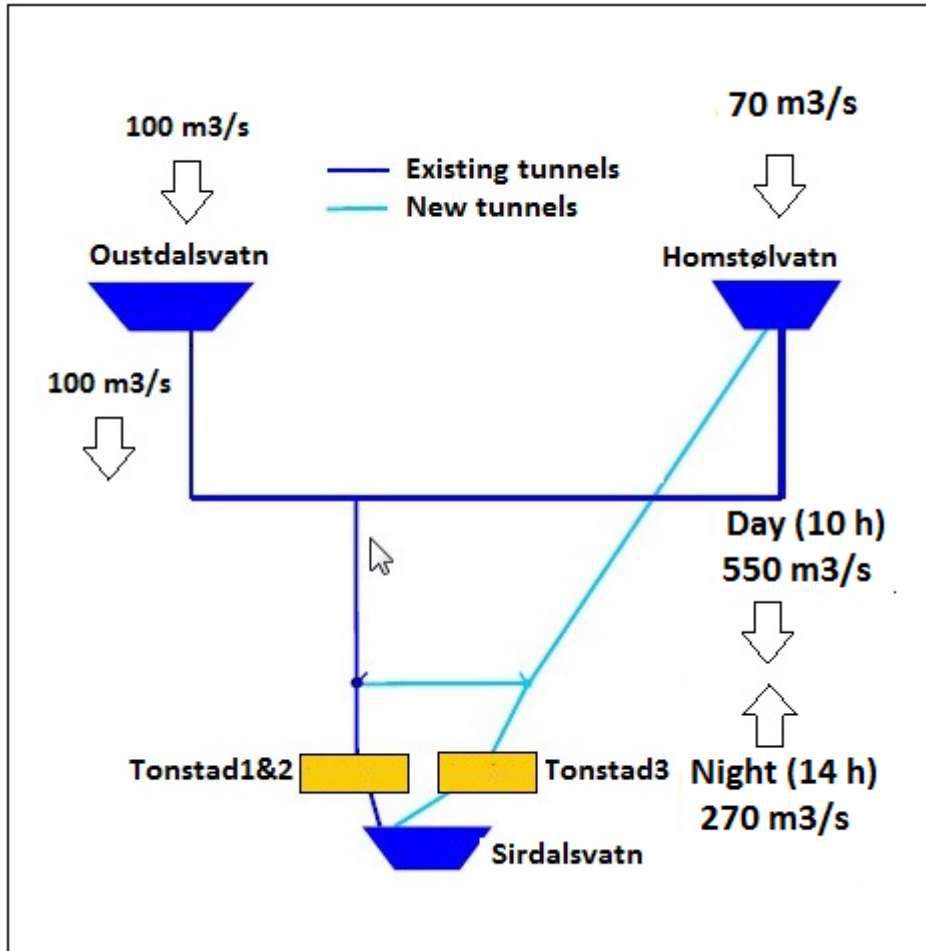 70 m3/s
100 m3/s
Existing tunnels
New tunnels
Oustdalsvatn
Homstølvatn
100 m3/s
Day (10 h)
550 m3/s
Tonstad1&2
Tonstad3
Night (14 h)
270 m3/s
Sirdalsvatn